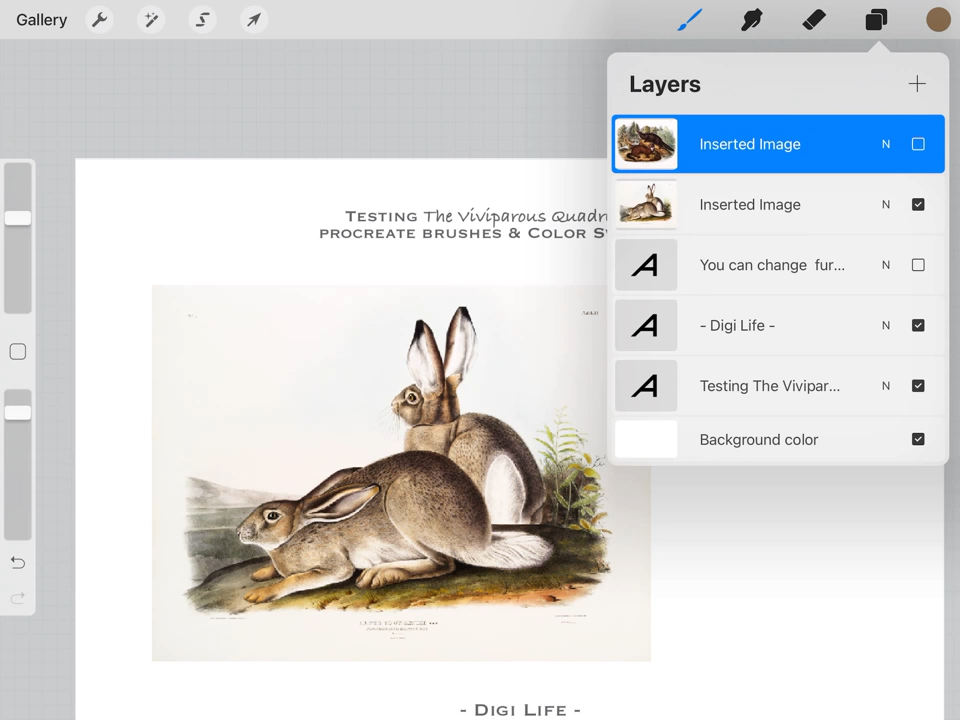 Gallery
Layers
Inserted Image N
Inserted Image N
You can change fur... N
- Digi Life - N
Testing The Vivipar... N
Background color
TESTING The Viviparous Quadr
PROCREATE BRUSHES & COLOR S
- DIGI LIFE -